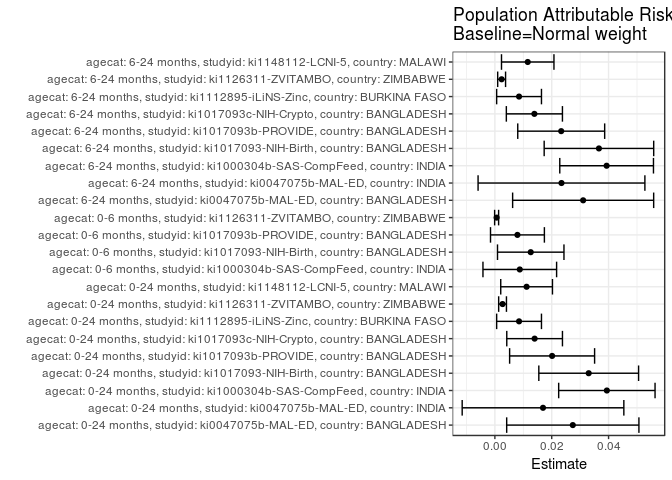 Population Attributable Risk
Baseline=Normal weight
agecat: 6-24 months, studyid: ki1148112-LCNI-5, country: MALAWI
agecat: 6-24 months, studyid: ki1126311-ZVITAMBO, country: ZIMBABWE
agecat: 6-24 months, studyid: ki1112895-iLiNS-Zinc, country: BURKINA FASO
agecat: 6-24 months, studyid: ki1017093c-NIH-Crypto, country: BANGLADESH
agecat: 6-24 months, studyid: ki1017093b-PROVIDE, country: BANGLADESH
agecat: 6-24 months, studyid: ki1017093-NIH-Birth, country: BANGLADESH
agecat: 6-24 months, studyid: ki1000304b-SAS-CompFeed, country: INDIA
agecat: 6-24 months, studyid: ki0047075b-MAL-ED, country: INDIA
agecat: 6-24 months, studyid: ki0047075b-MAL-ED, country: BANGLADESH
agecat: 0-6 months, studyid: ki1126311-ZVITAMBO, country: ZIMBABWE
agecat: 0-6 months, studyid: ki1017093b-PROVIDE, country: BANGLADESH
agecat: 0-6 months, studyid: ki1017093-NIH-Birth, country: BANGLADESH
agecat: 0-6 months, studyid: ki1000304b-SAS-CompFeed, country: INDIA
agecat: 0-24 months, studyid: ki1148112-LCNI-5, country: MALAWI
agecat: 0-24 months, studyid: ki1126311-ZVITAMBO, country: ZIMBABWE
agecat: 0-24 months, studyid: ki1112895-iLiNS-Zinc, country: BURKINA FASO
agecat: 0-24 months, studyid: ki1017093c-NIH-Crypto, country: BANGLADESH
agecat: 0-24 months, studyid: ki1017093b-PROVIDE, country: BANGLADESH
agecat: 0-24 months, studyid: ki1017093-NIH-Birth, country: BANGLADESH
agecat: 0-24 months, studyid: ki1000304b-SAS-CompFeed, country: INDIA
agecat: 0-24 months, studyid: ki0047075b-MAL-ED, country: INDIA
agecat: 0-24 months, studyid: ki0047075b-MAL-ED, country: BANGLADESH
0.00 0.02 0.04
Estimate